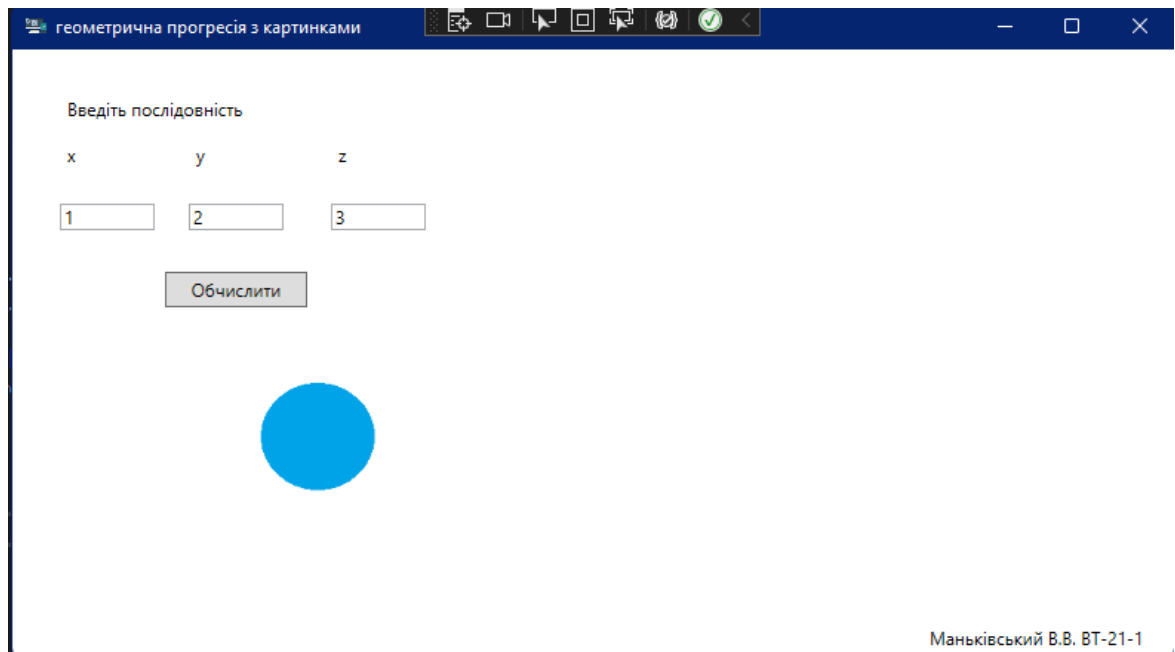 геометрична прогресія з картинками
Введіть послідовність
x y z
1 2 3
Обчислити
Маньківський В.В. ВТ-21-1